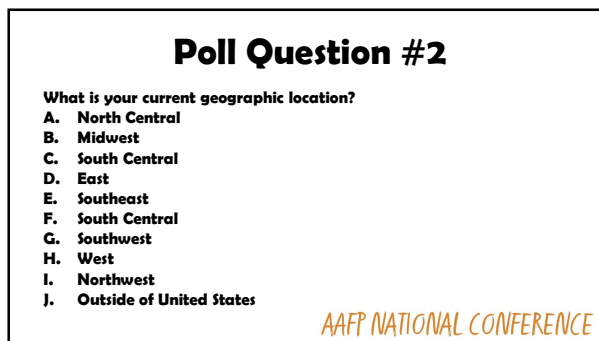 Poll Question #2
What is your current geographic location?
A. North Central
B. Midwest
C. South Central
D. East
E. Southeast
F. South Central
G. Southwest
H. West
I. Northwest
J. Outside of United States
AAFP NATIONAL CONFERENCE